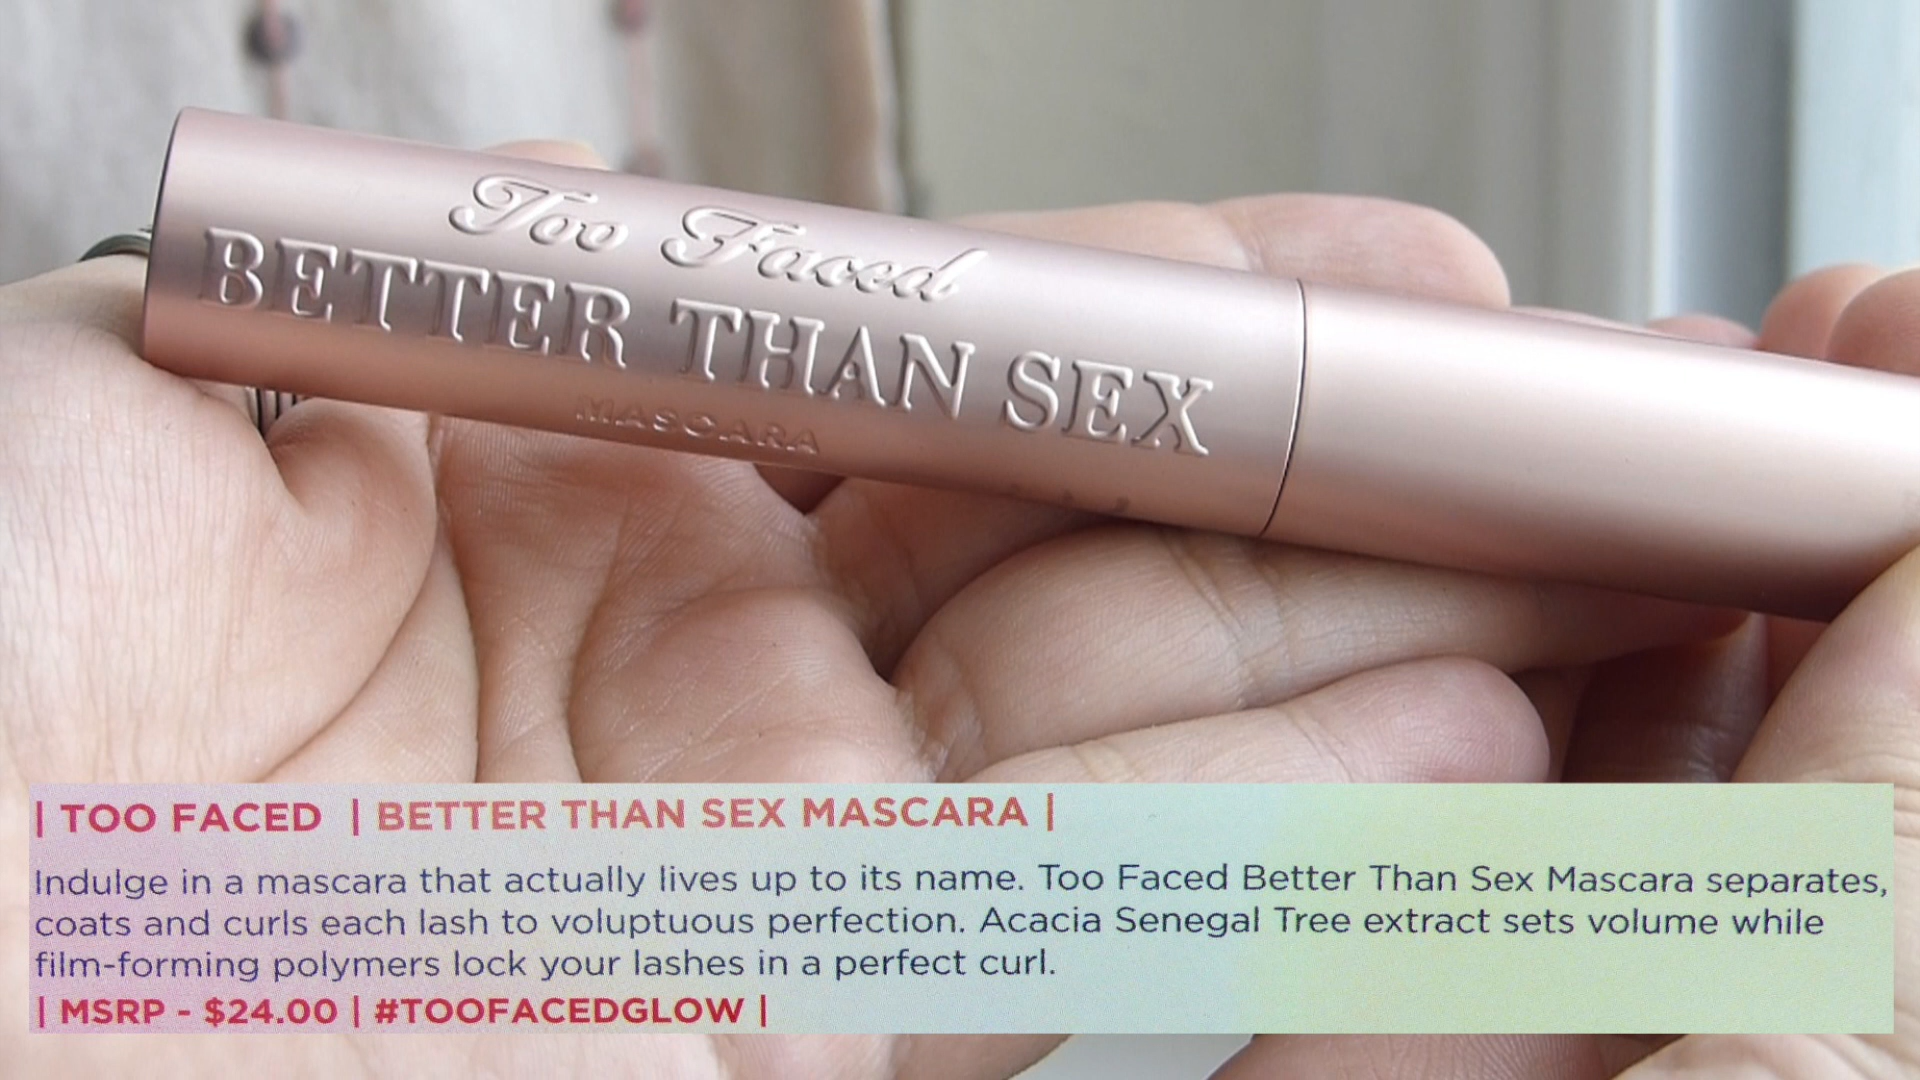 Too Faced
BETTER THAN SEX
MASCARA
| TOO FACED | BETTER THAN SEX MASCARA |
Indulge in a mascara that actually lives up to its name. Too Faced Better Than Sex Mascara separates,
coats and curls each lash to voluptuous perfection. Acacia Senegal Tree extract sets volume while
film-forming polymers lock your lashes in a perfect curl.
| MSRP - $24.00 | #TOOFACEDGLOW |